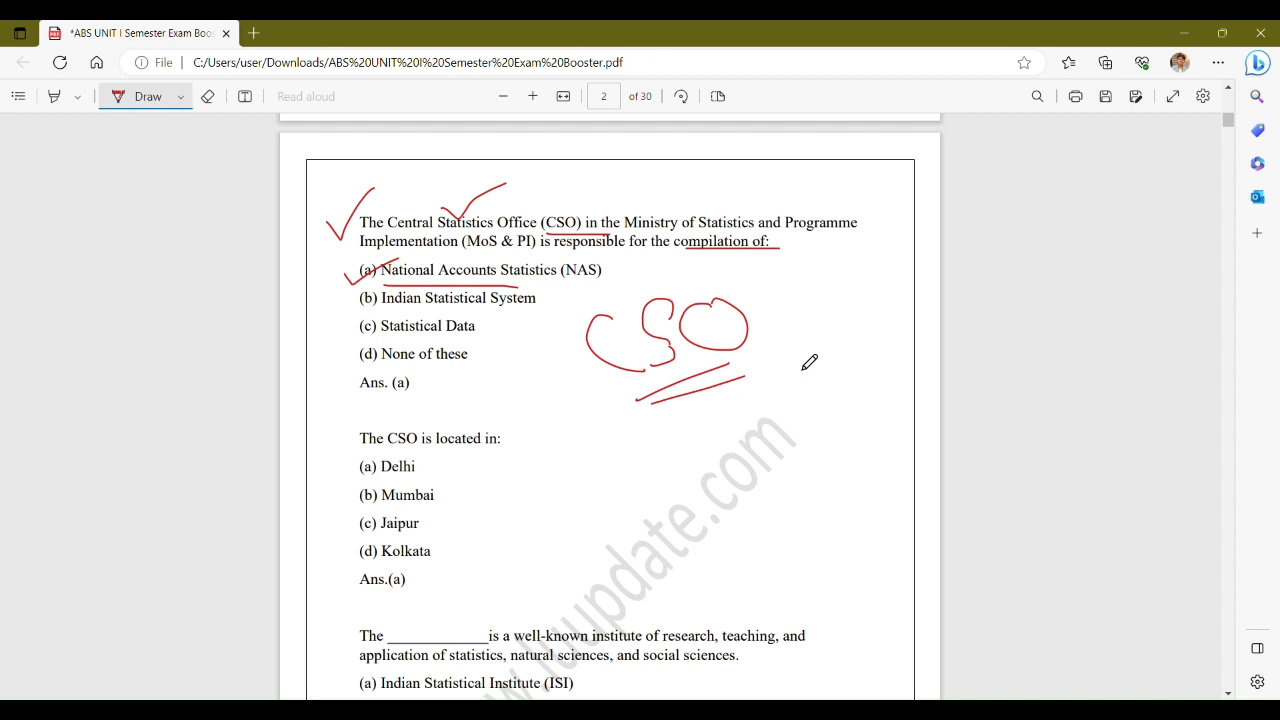 *ABS UNIT I Semester Exam Boo
File
C:/Users/user/Downloads/ABS%20UNIT%20I%20Semester%20Exam%20Booster.pdf
Draw
Read aloud
2
of 30
The Central Statistics Office (CSO) in the Ministry of Statistics and Programme
Implementation (MoS & PI) is responsible for the compilation of:
(a) National Accounts Statistics (NAS)
(b) Indian Statistical System
(c) Statistical Data
(d) None of these
CSO
Ans. (a)
The CSO is located in:
(a) Delhi
(b) Mumbai
(c) Jaipur
(d) Kolkata
Ans.(a)
The _____________is a well-known institute of research, teaching, and
application of statistics, natural sciences, and social sciences.
(a) Indian Statistical Institute (ISI)
w.luupdate.com